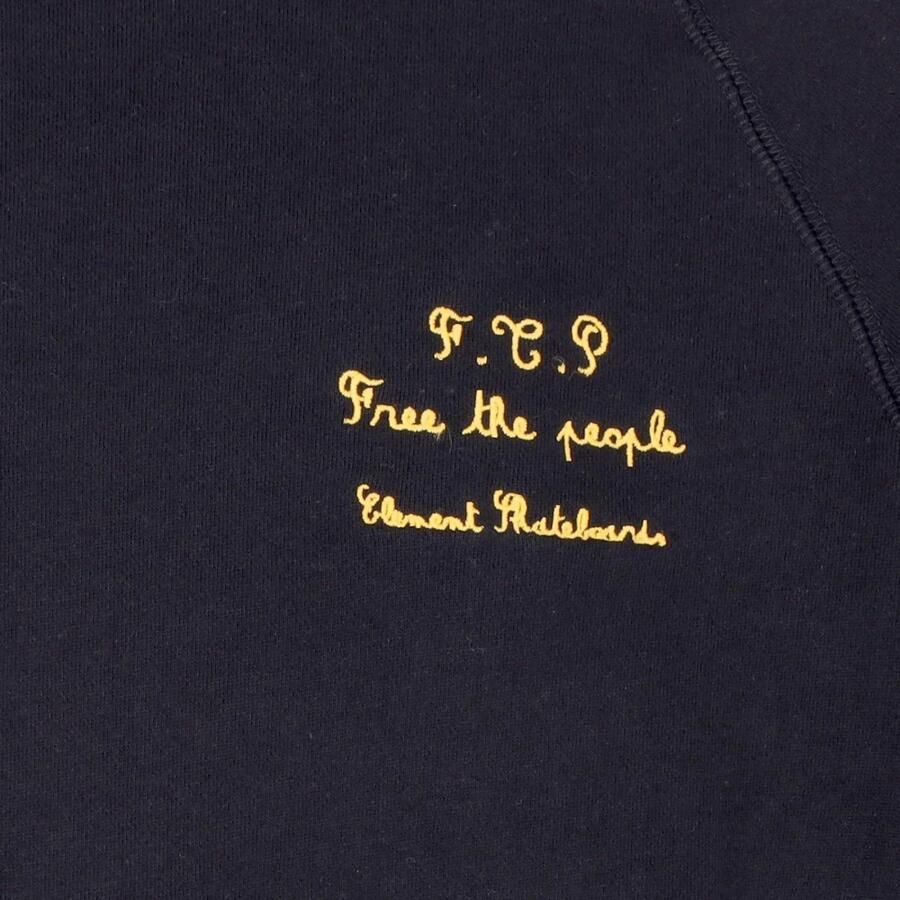 F.T.P
Free the people
Element Skateboards